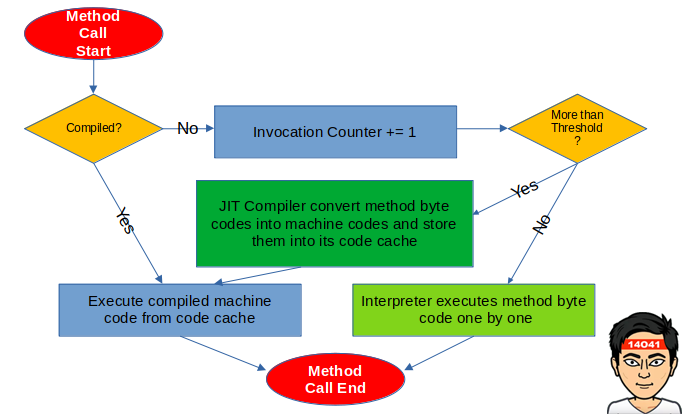 Method
Call
Start
Compiled?
No
Invocation Counter += 1
More than
Threshold
?
Yes
No
Yes
JIT Compiler convert method byte
codes into machine codes and store
them into its code cache
Execute compiled machine
code from code cache
Interpreter executes method byte
code one by one
Method
Call End
14041